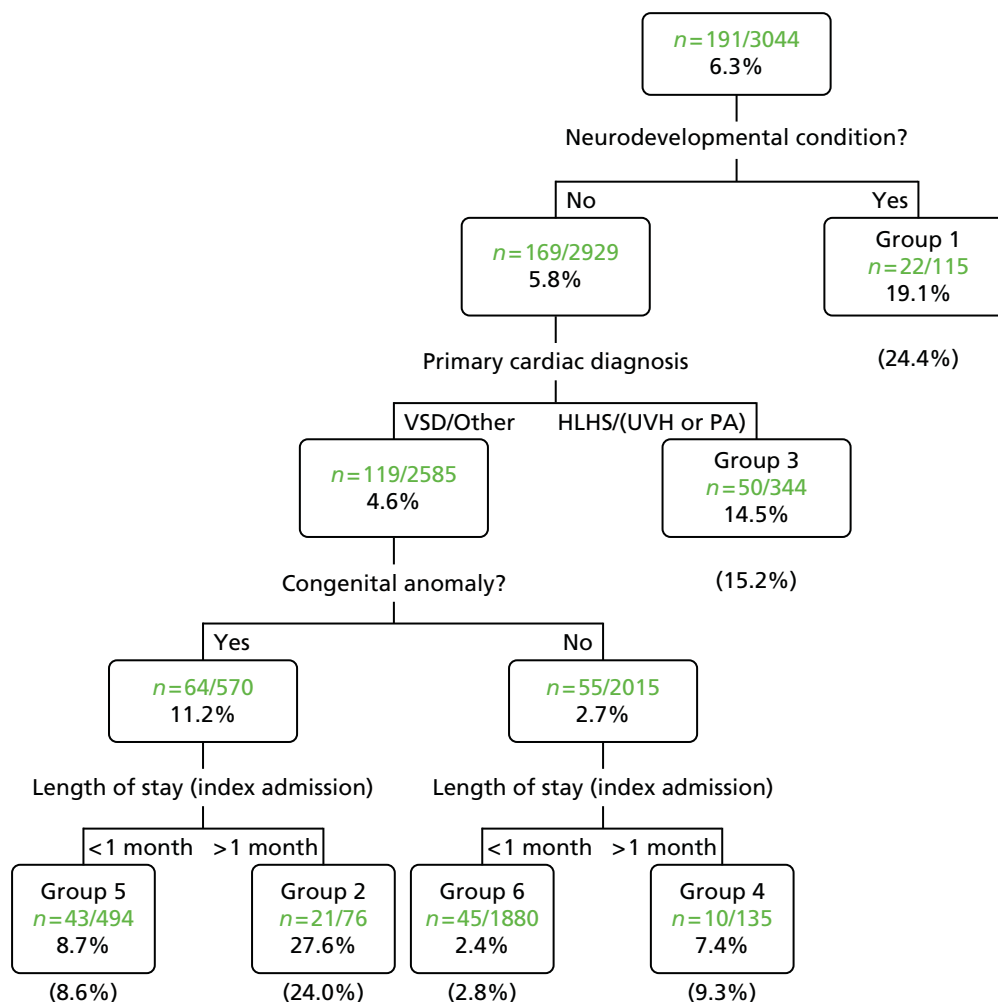 n=191/3044
6.3%
Neurodevelopmental condition?
No
Yes
n=169/2929
5.8%
Group 1
n=22/115
19.1%
(24.4%)
Primary cardiac diagnosis
VSD/Other
HLHS/(UVH or PA)
n=119/2585
4.6%
Group 3
n=50/344
14.5%
(15.2%)
Congenital anomaly?
Yes
No
n=64/570
11.2%
n=55/2015
2.7%
Length of stay (index admission)
Length of stay (index admission)
<1 month
>1 month
<1 month
>1 month
Group 5
n=43/494
8.7%
(8.6%)
Group 2
n=21/76
27.6%
(24.0%)
Group 6
n=45/1880
2.4%
(2.8%)
Group 4
n=10/135
7.4%
(9.3%)